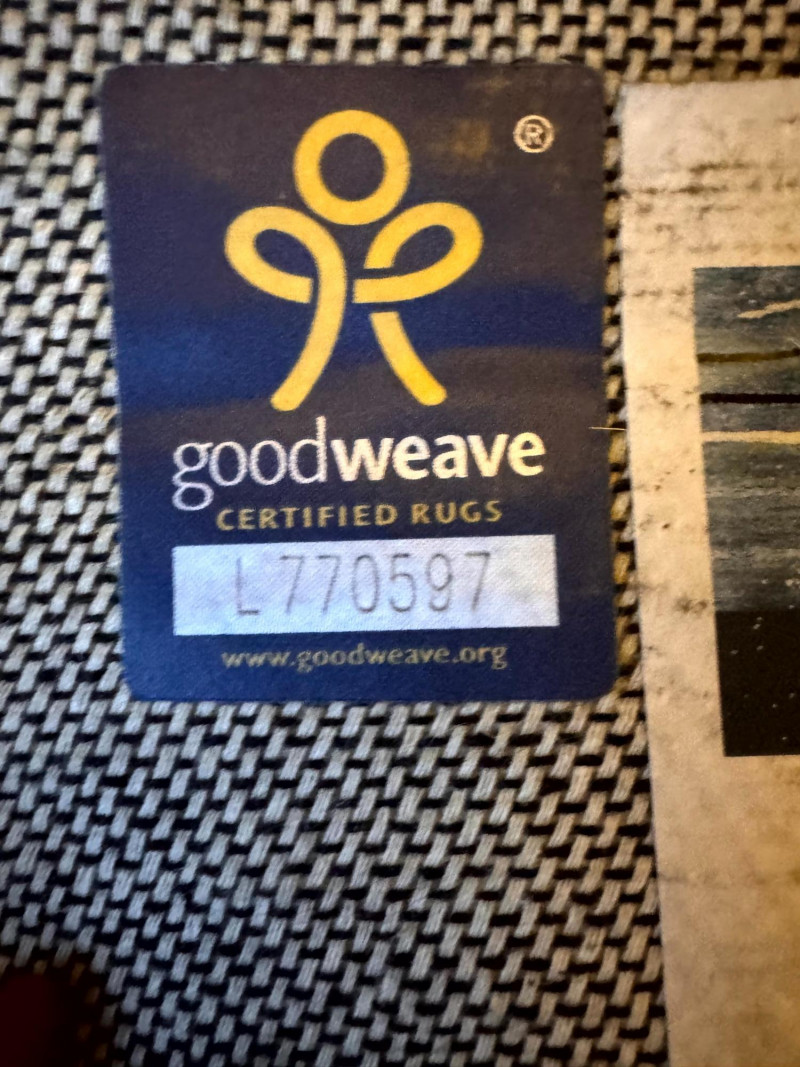 ®
goodweave
CERTIFIED RUGS
L770597
www.goodweave.org